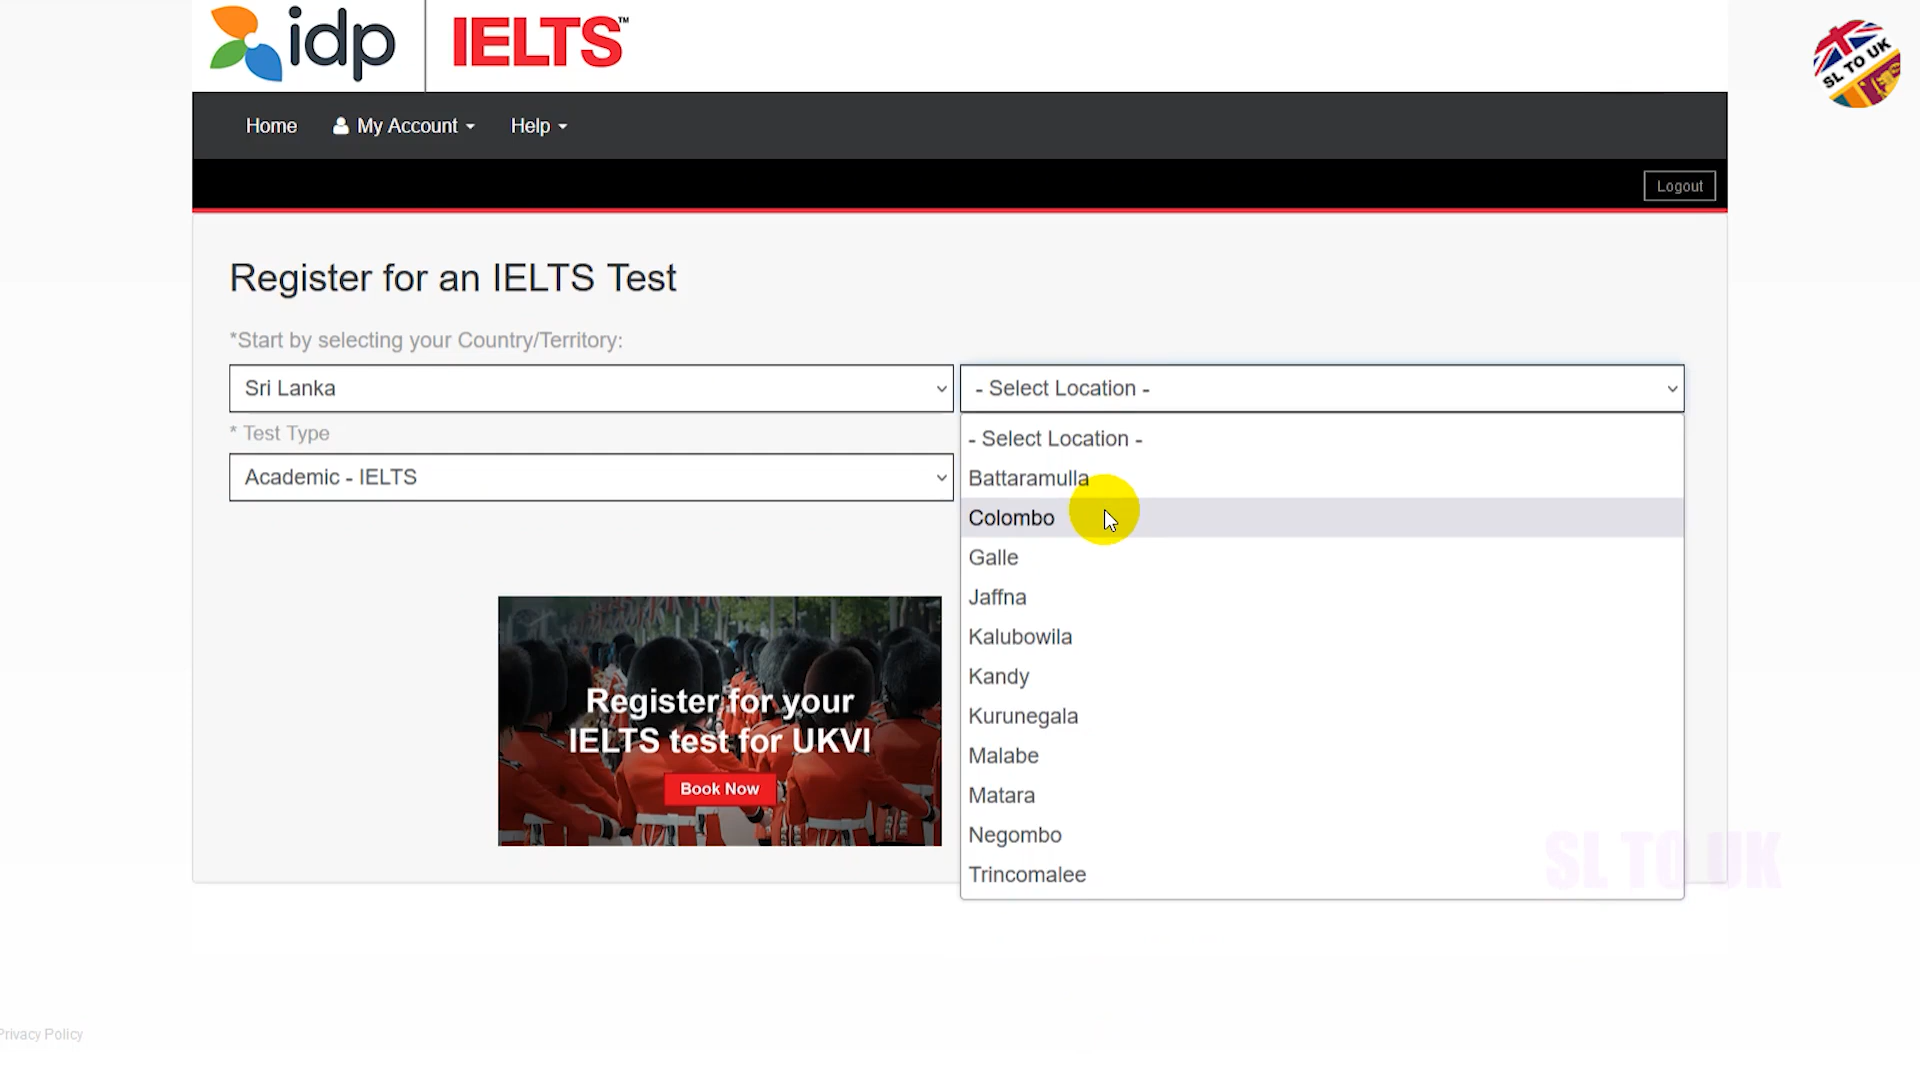 idp
IELTS™
SL TO UK
Home
My Account
Help
Logout
Register for an IELTS Test
*Start by selecting your Country/Territory:
Sri Lanka
- Select Location -
* Test Type
Academic - IELTS
- Select Location -
Battaramulla
Colombo
Galle
Jaffna
Kalubowila
Kandy
Kurunegala
Malabe
Matara
Negombo
Trincomalee
Register for your
IELTS test for UKVI
Book Now
SL TO UK
Privacy Policy